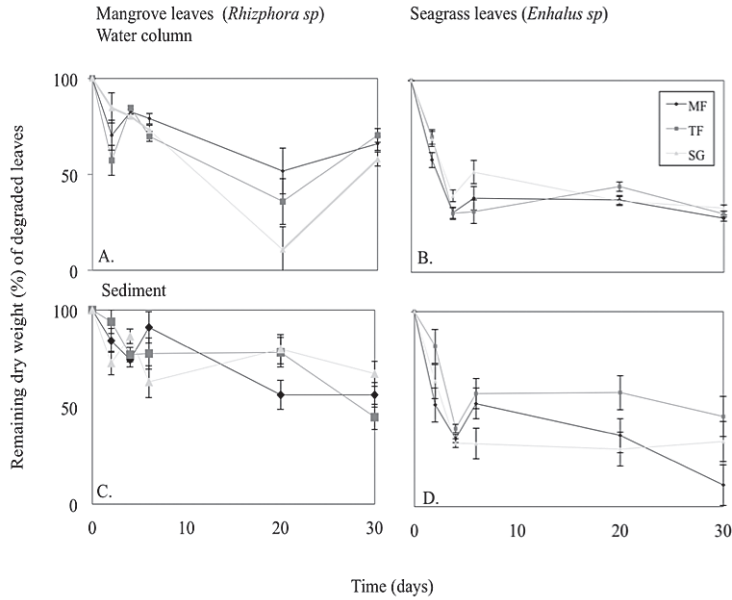 Mangrove leaves (Rhizphora sp)
Water column
Seagrass leaves (Enhalus sp)
Remaining dry weight (%) of degraded leaves
100
50
0
A.
MF
TF
SG
B.
Sediment
100
50
0
C.
D.
0 10 20 30
0 10 20 30
Time (days)